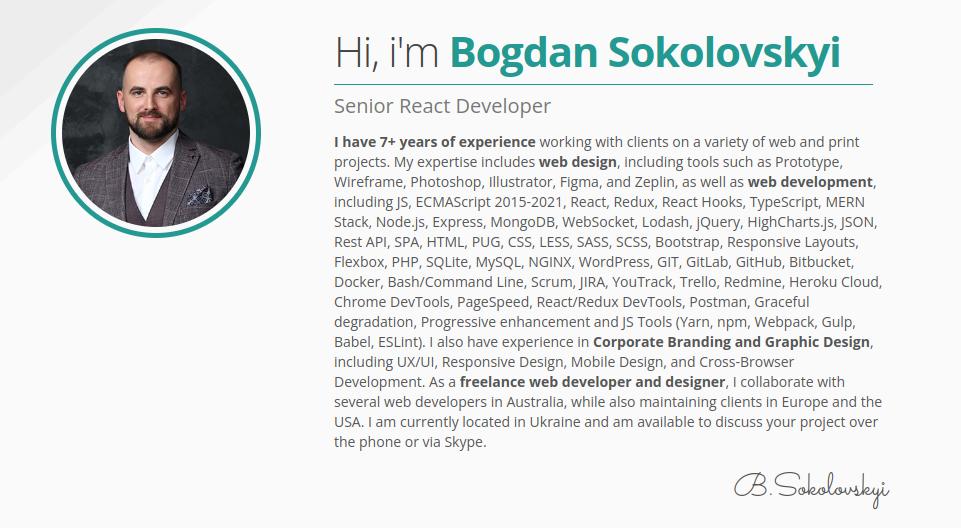 Hi, i'm Bogdan Sokolovskyi
Senior React Developer
I have 7+ years of experience working with clients on a variety of web and print
projects. My expertise includes web design, including tools such as Prototype,
Wireframe, Photoshop, Illustrator, Figma, and Zeplin, as well as web development,
including JS, ECMAScript 2015-2021, React, Redux, React Hooks, TypeScript, MERN
Stack, Node.js, Express, MongoDB, WebSocket, Lodash, jQuery, HighCharts.js, JSON,
Rest API, SPA, HTML, PUG, CSS, LESS, SASS, SCSS, Bootstrap, Responsive Layouts,
Flexbox, PHP, SQLite, MySQL, NGINX, WordPress, GIT, GitLab, GitHub, Bitbucket,
Docker, Bash/Command Line, Scrum, JIRA, YouTrack, Trello, Redmine, Heroku Cloud,
Chrome DevTools, PageSpeed, React/Redux DevTools, Postman, Graceful
degradation, Progressive enhancement and JS Tools (Yarn, npm, Webpack, Gulp,
Babel, ESLint). I also have experience in Corporate Branding and Graphic Design,
including UX/UI, Responsive Design, Mobile Design, and Cross-Browser
Development. As a freelance web developer and designer, I collaborate with
several web developers in Australia, while also maintaining clients in Europe and the
USA. I am currently located in Ukraine and am available to discuss your project over
the phone or via Skype.
B.Sokolovskyi